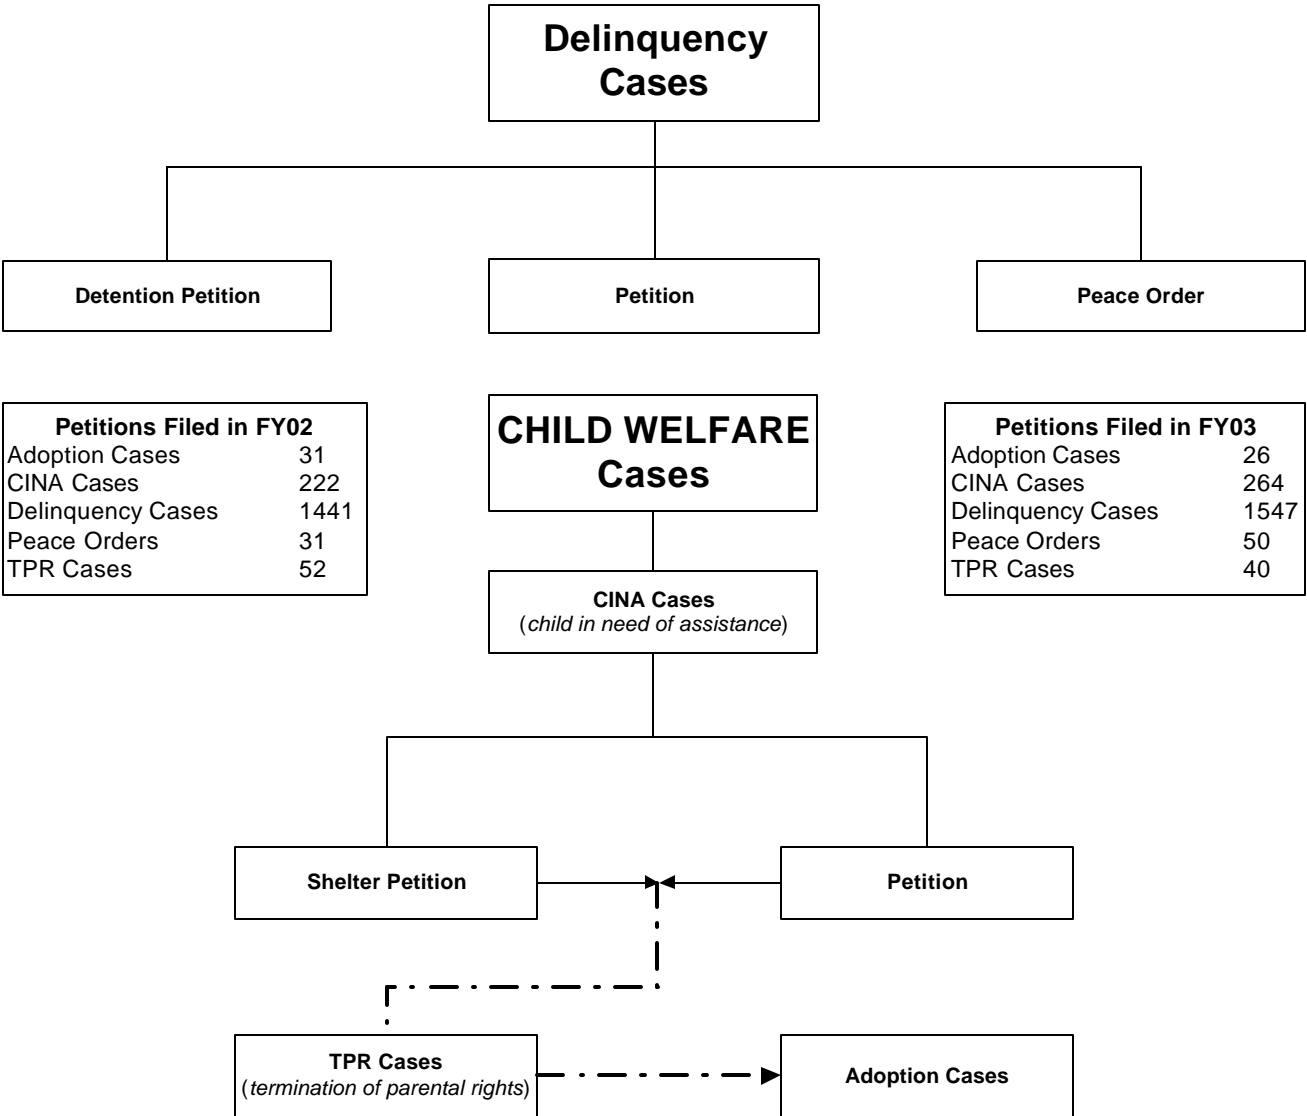 Delinquency
Cases
Detention Petition
Petition
Peace Order
Petitions Filed in FY02
Adoption Cases 31
CINA Cases 222
Delinquency Cases 1441
Peace Orders 31
TPR Cases 52
CHILD WELFARE
Cases
Petitions Filed in FY03
Adoption Cases 26
CINA Cases 264
Delinquency Cases 1547
Peace Orders 50
TPR Cases 40
CINA Cases
(child in need of assistance)
Shelter Petition
Petition
TPR Cases
(termination of parental rights)
Adoption Cases